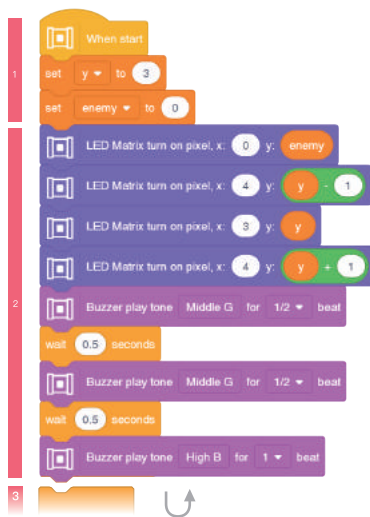 When start
1
set y to 3
set enemy to 0
LED Matrix turn on pixel, x: 0 y: enemy
LED Matrix turn on pixel, x: 4 y: y - 1
LED Matrix turn on pixel, x: 3 y: y
LED Matrix turn on pixel, x: 4 y: y + 1
2
Buzzer play tone Middle G for 1/2 beat
wait 0.5 seconds
Buzzer play tone Middle G for 1/2 beat
wait 0.5 seconds
Buzzer play tone High B for 1 beat
3